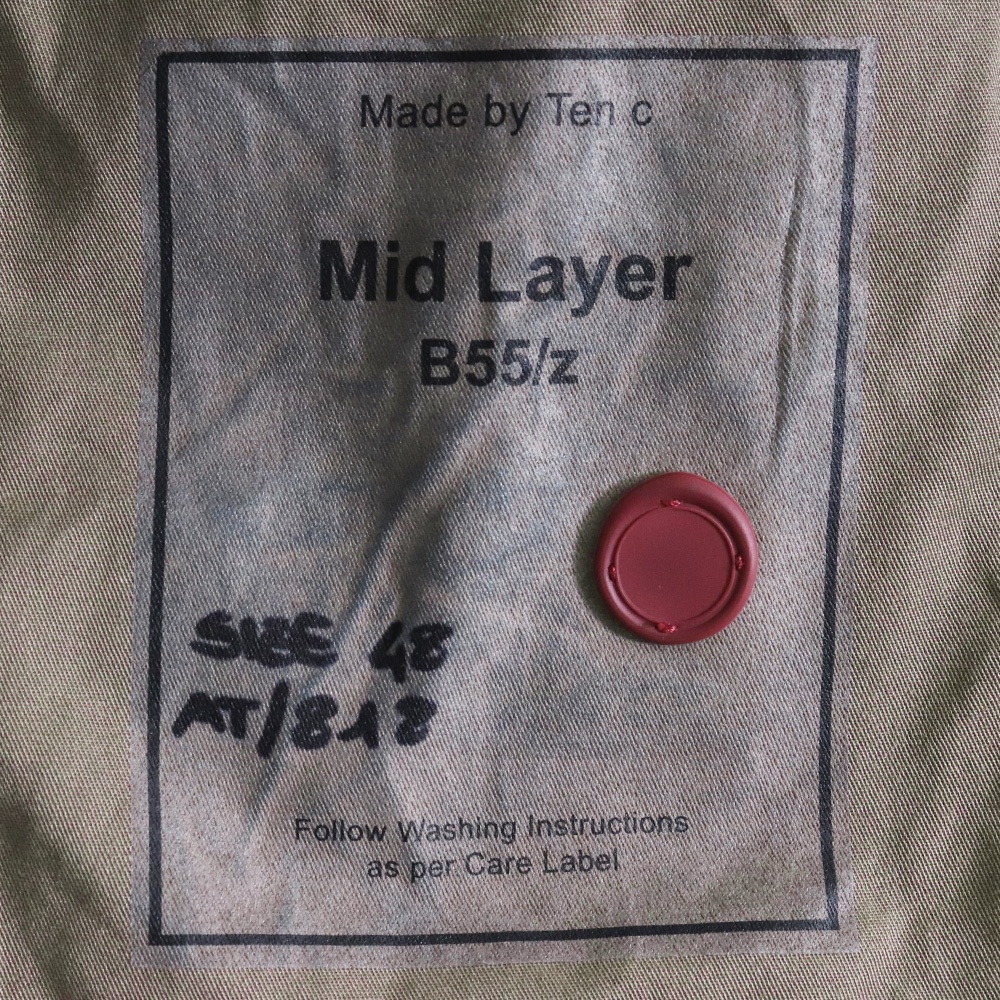 Made by Ten c
Mid Layer
B55/z
SIZE 48
AT/818
Follow Washing Instructions
as per Care Label